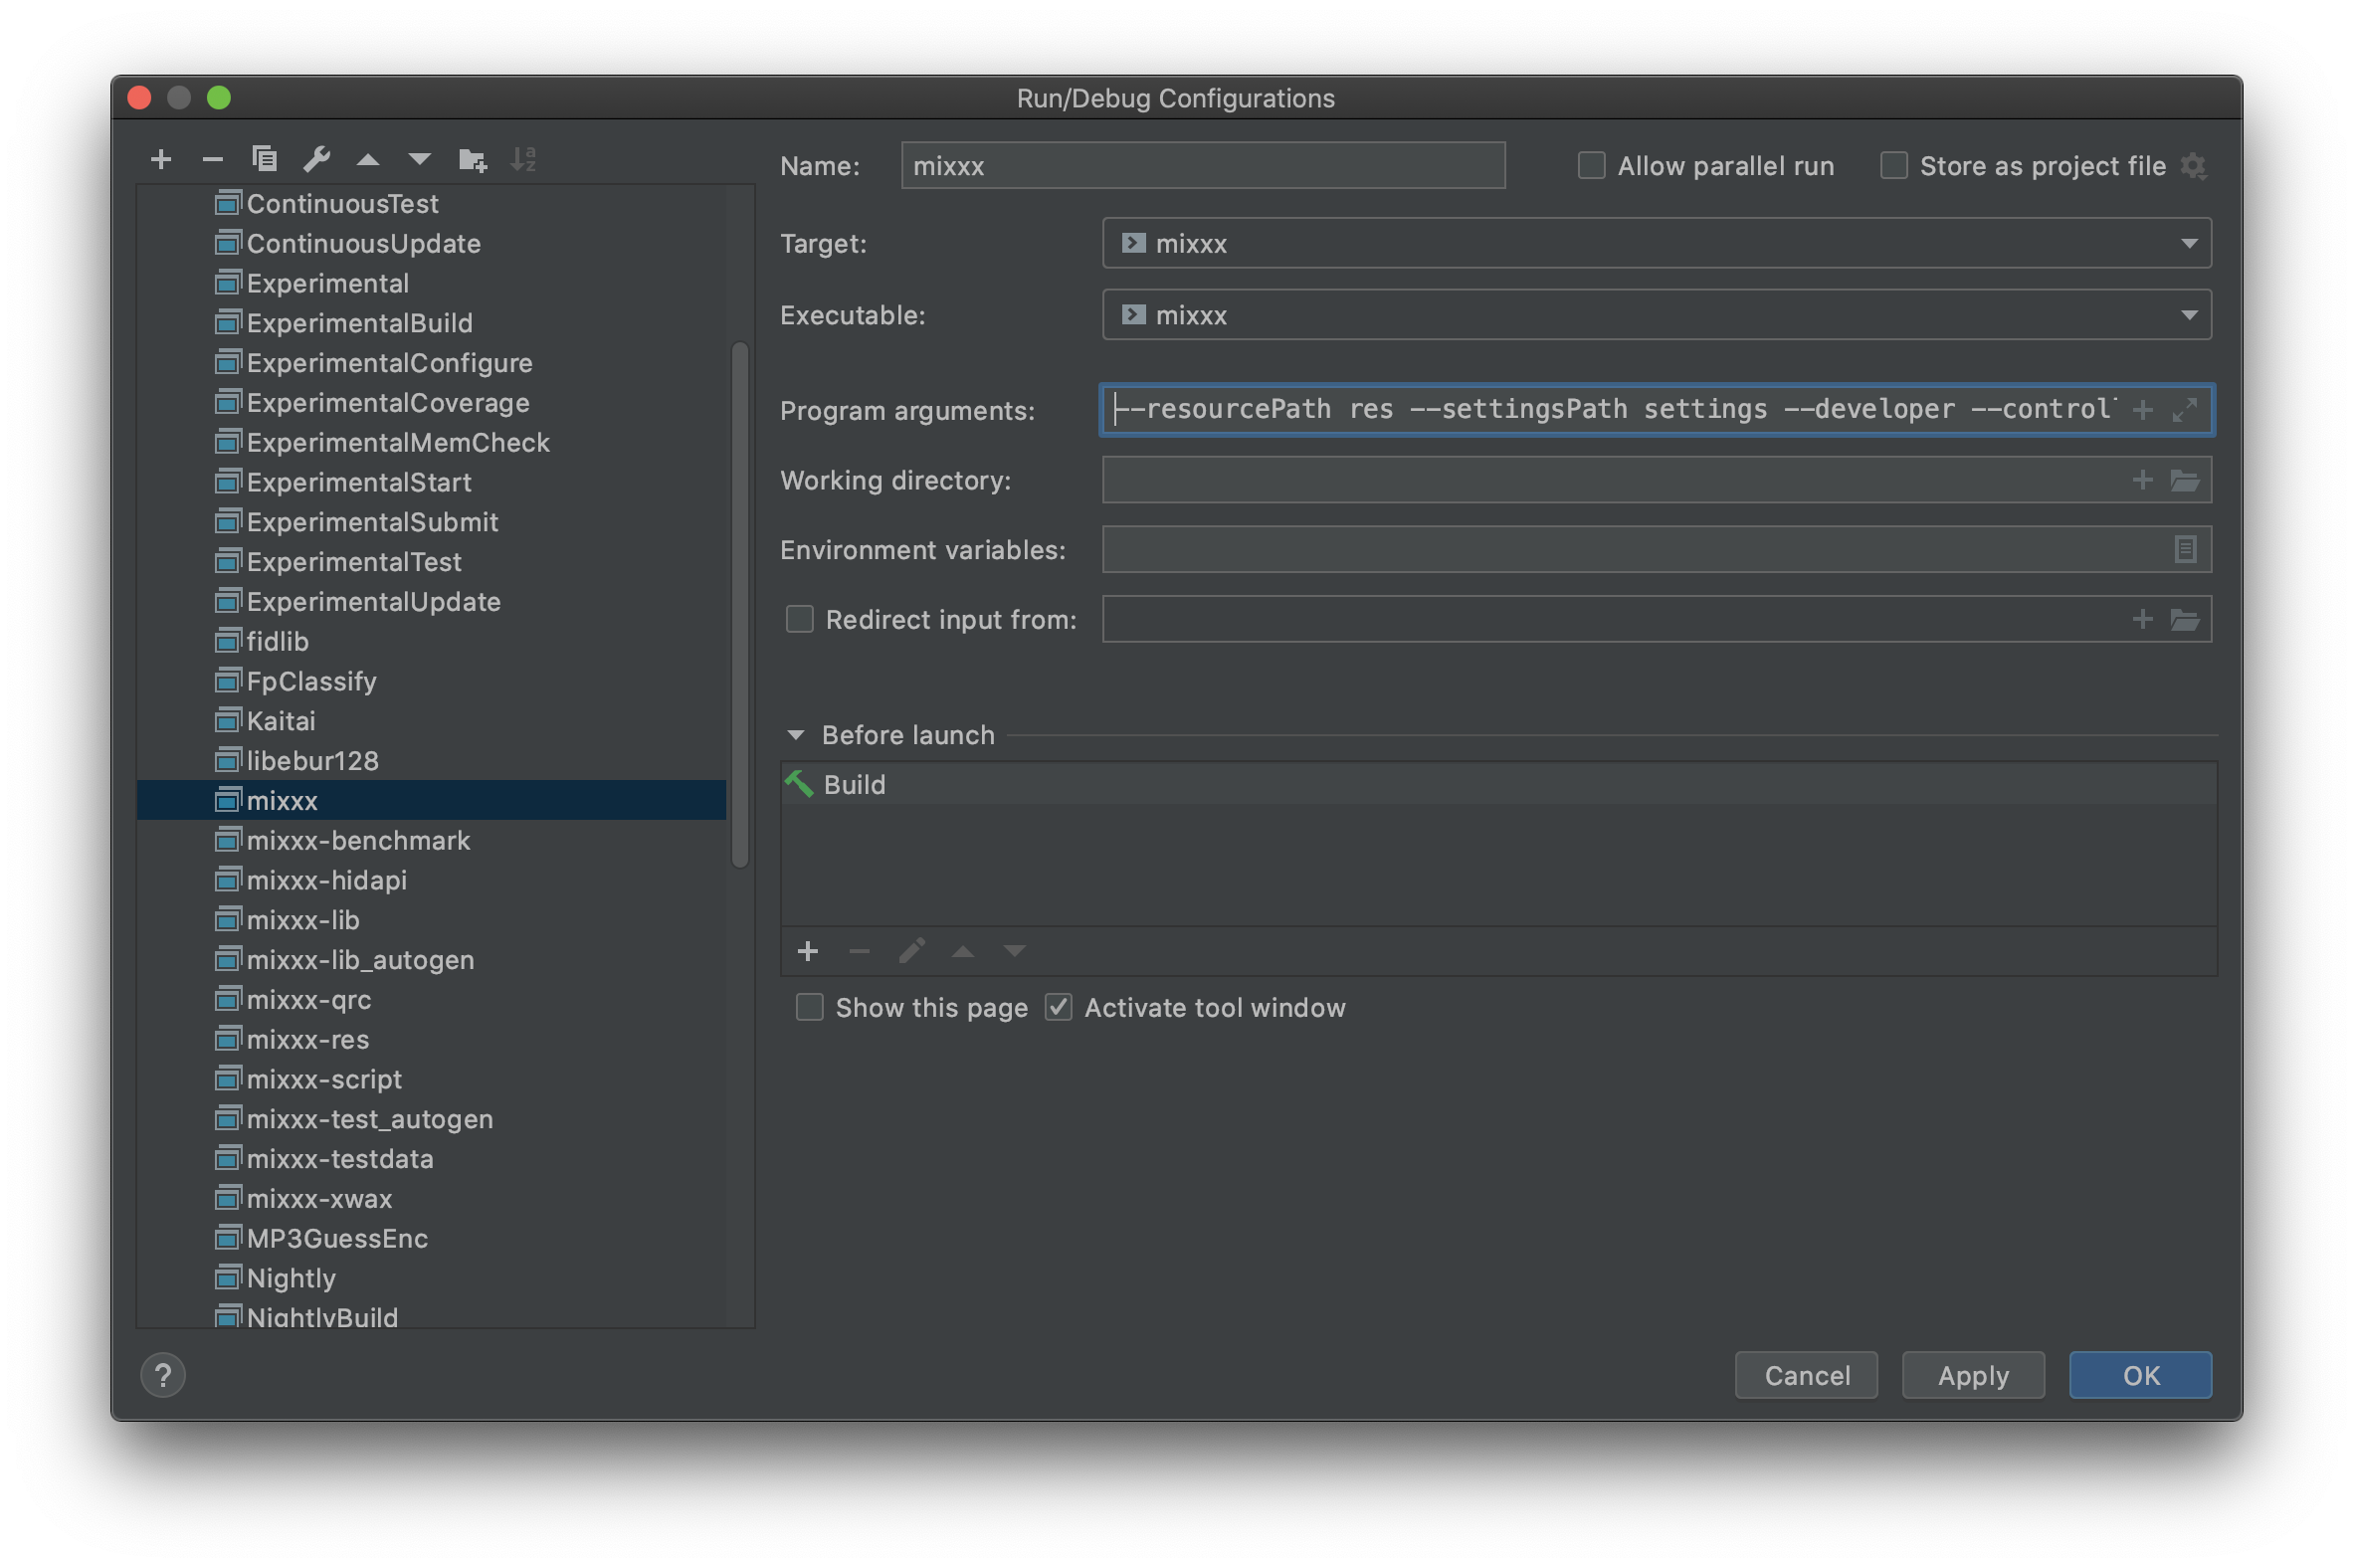 Run/Debug Configurations
ContinuousTest
ContinuousUpdate
Experimental
ExperimentalBuild
ExperimentalConfigure
ExperimentalCoverage
ExperimentalMemCheck
ExperimentalStart
ExperimentalSubmit
ExperimentalTest
ExperimentalUpdate
fidlib
FpClassify
Kaitai
libebur128
mixxx
mixxx-benchmark
mixxx-hidapi
mixxx-lib
mixxx-lib_autogen
mixxx-qrc
mixxx-res
mixxx-script
mixxx-test_autogen
mixxx-testdata
mixxx-xwax
MP3GuessEnc
Nightly
NightlyBuild
Name: mixxx Allow parallel run Store as project file
Target: mixxx
Executable: mixxx
Program arguments: --resourcePath res --settingsPath settings --developer --control
Working directory:
Environment variables:
Redirect input from:
Before launch
Build
Show this page Activate tool window
? Cancel Apply OK